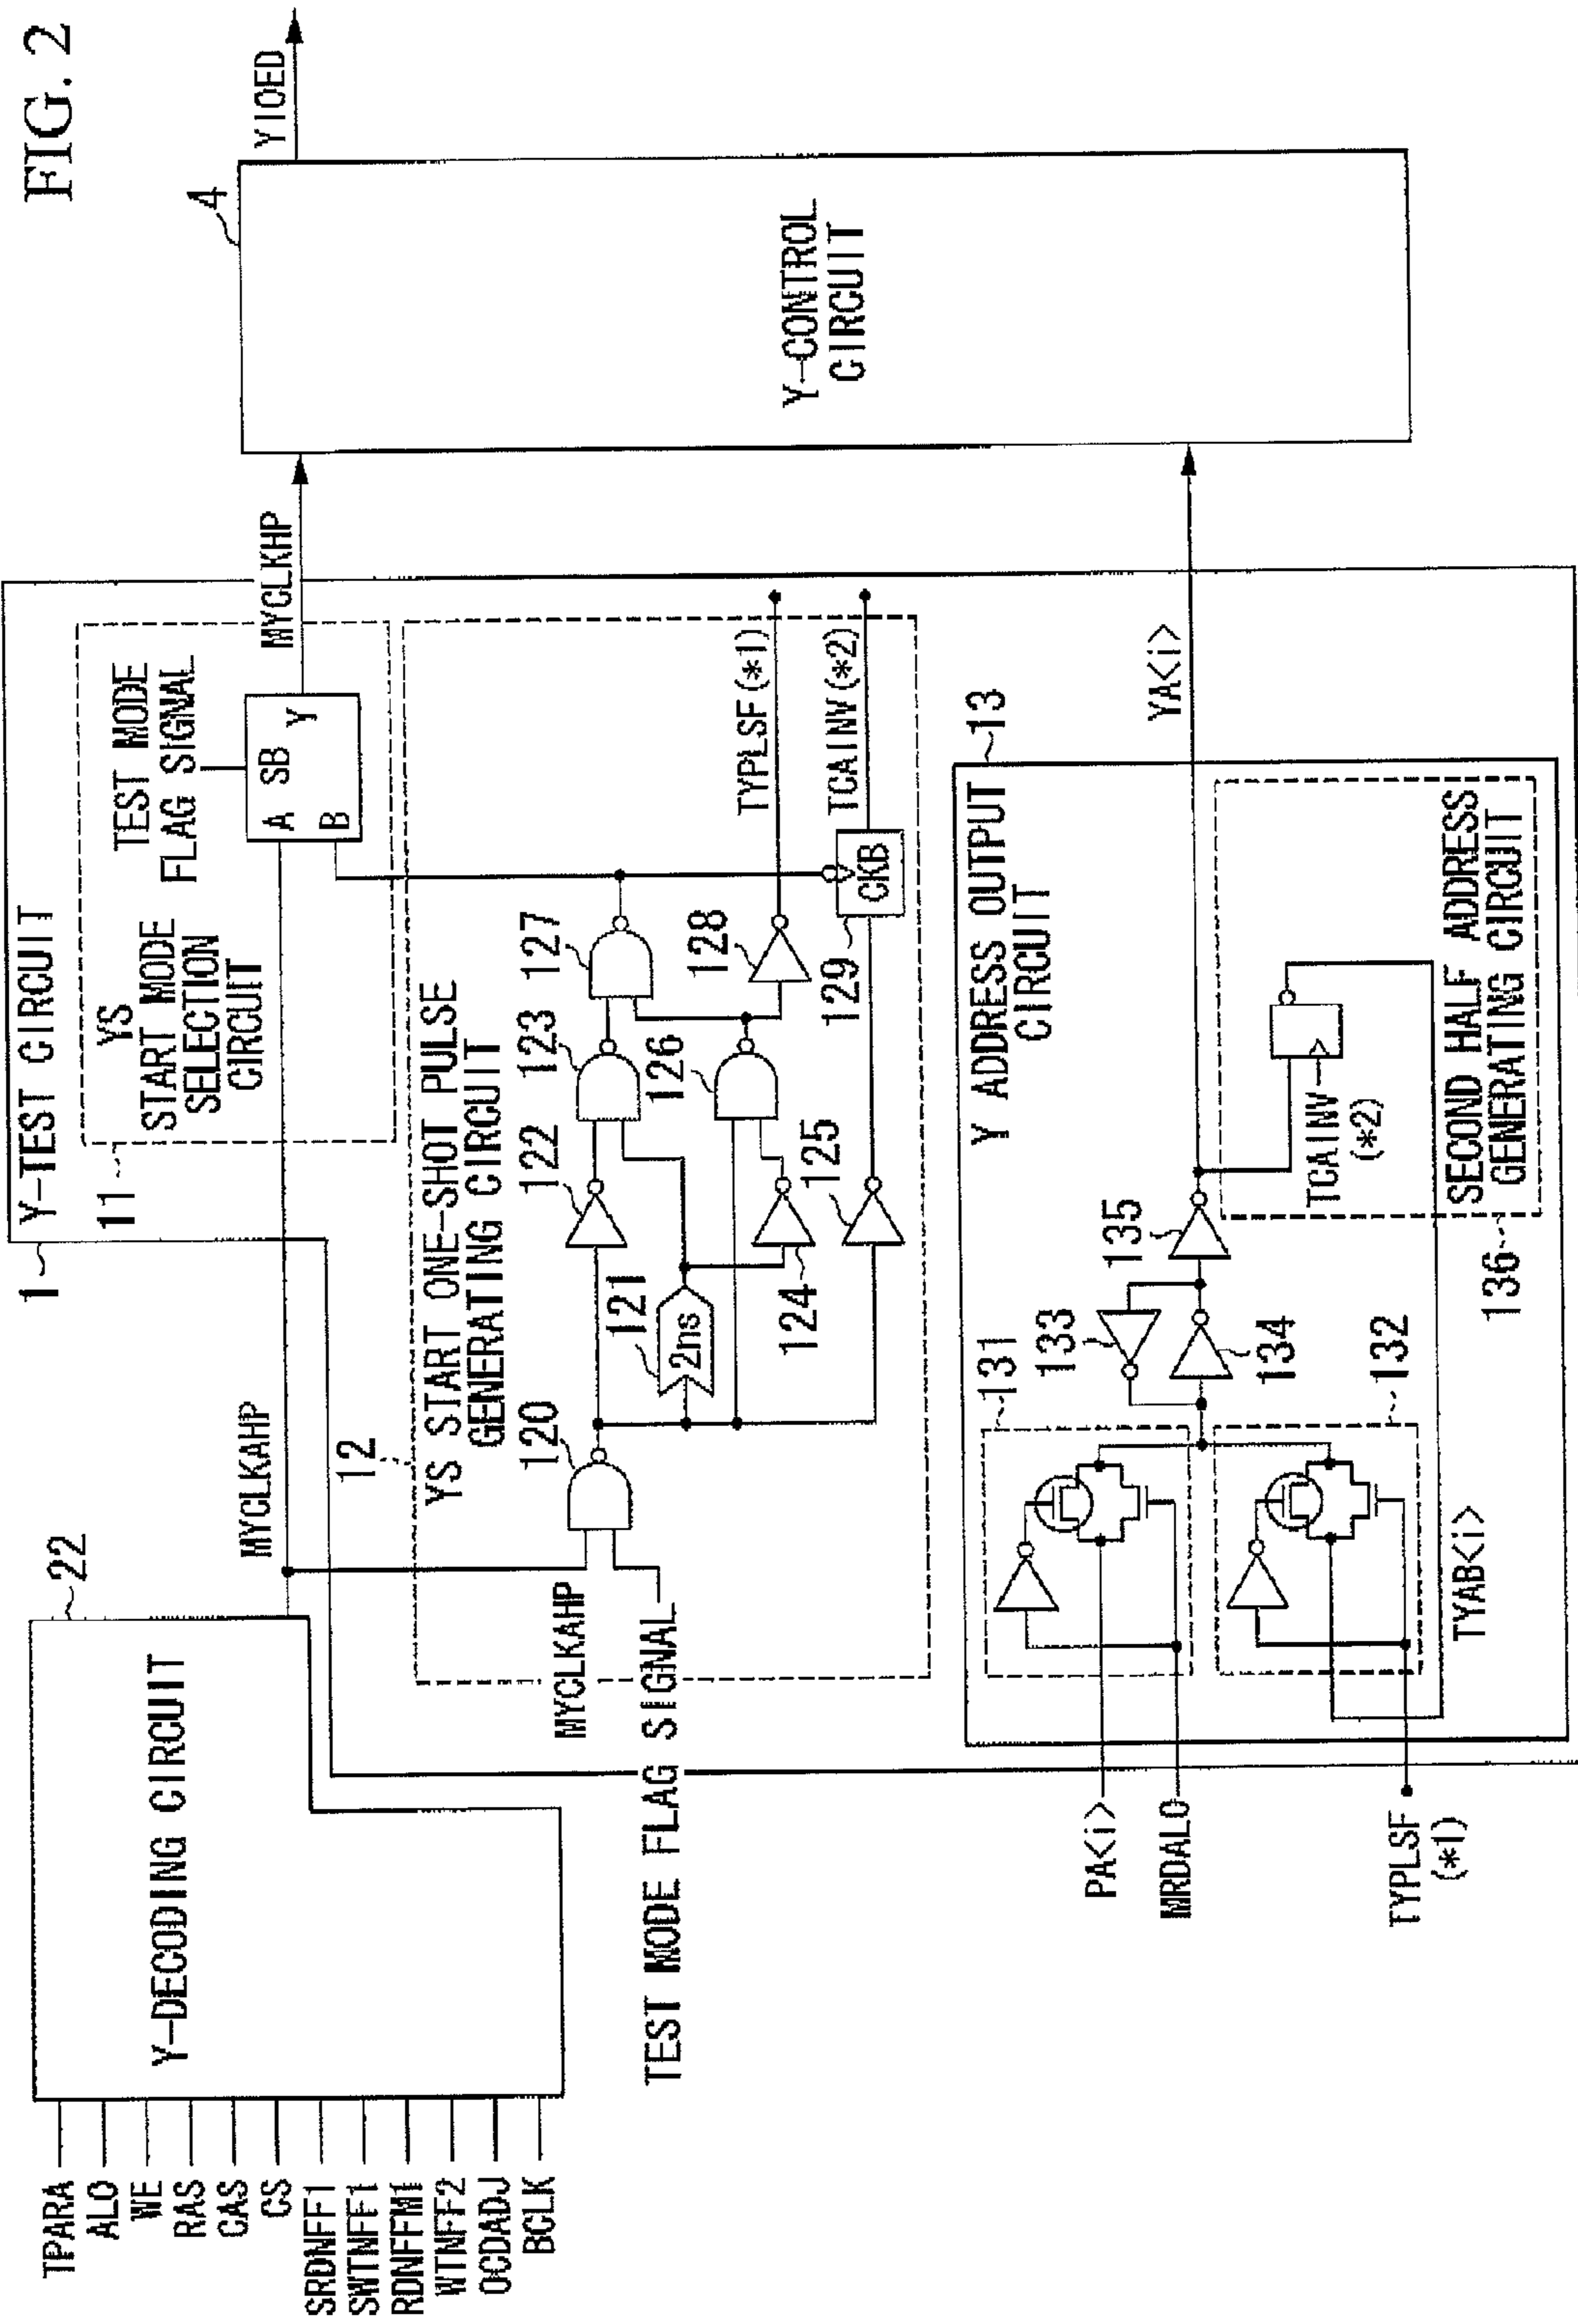 FIG. 2
TPARA
ALO
WE
RAS
CAS
CS
SRDNFF1
SWTNFF1
RDNFFM1
WTNFF2
OCDADJ
BCLK
Y-DECODING CIRCUIT
22
MYCLKAHP
1
Y-TEST CIRCUIT
11
YS
START MODE
SELECTION
CIRCUIT
TEST MODE
FLAG SIGNAL
A
SB
Y
B
MYCLKHP
4
Y-CONTROL
CIRCUIT
YIOED
12
YS START ONE-SHOT PULSE
GENERATING CIRCUIT
MYCLKAHP
TEST MODE FLAG SIGNAL
120
121
2ns
122
123
124
125
126
127
128
129
CKB
TYPLSF(*1)
TCAINV(*2)
13
Y ADDRESS OUTPUT
CIRCUIT
PA<i>
MRDALO
TYPLSF
(*1)
131
132
133
134
135
TYAB<i>
YA<i>
TCAINV
(*2)
136
SECOND HALF ADDRESS
GENERATING CIRCUIT